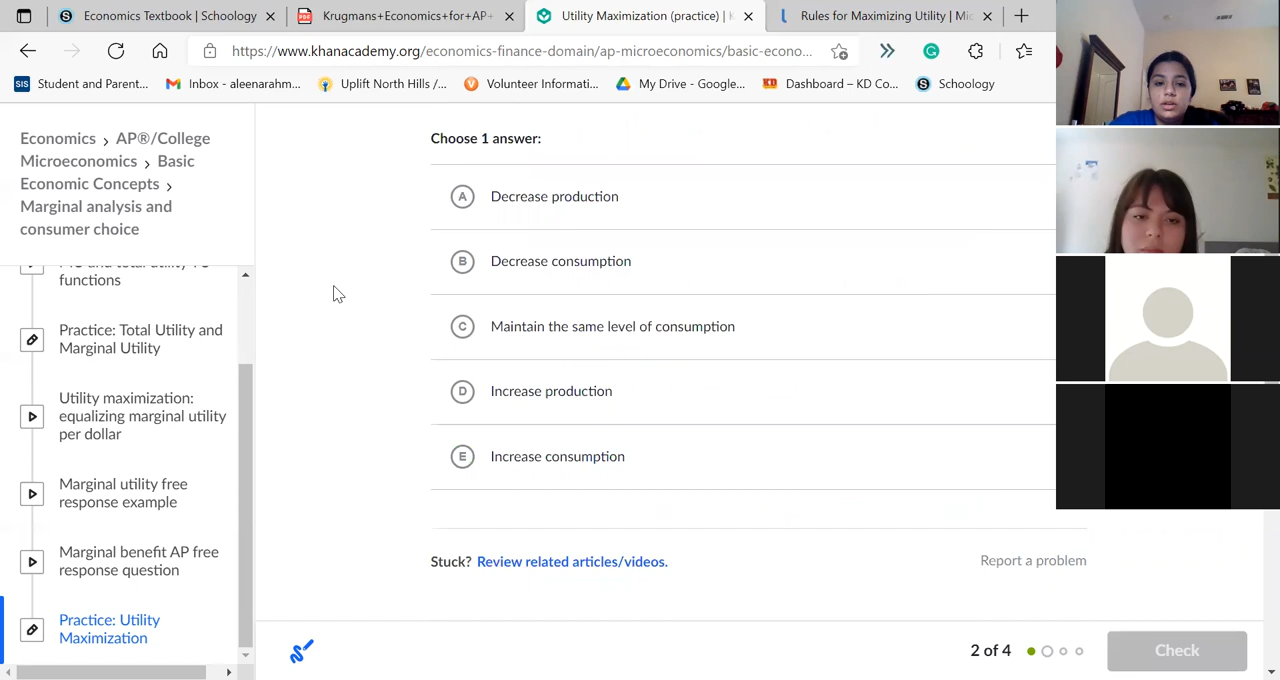 Economics Textbook | Schoology
Krugmans+Economics+for+AP+
Utility Maximization (practice) |
Rules for Maximizing Utility | Mic
https://www.khanacademy.org/economics-finance-domain/ap-microeconomics/basic-econo...
SIS
Student and Parent...
Inbox - aleenarahm...
Uplift North Hills /...
Volunteer Informati...
My Drive - Google...
Dashboard – KD Co...
Schoology
Economics > AP®/College
Microeconomics > Basic
Economic Concepts >
Marginal analysis and
consumer choice
functions
Practice: Total Utility and
Marginal Utility
Utility maximization:
equalizing marginal utility
per dollar
Marginal utility free
response example
Marginal benefit AP free
response question
Practice: Utility
Maximization
Choose 1 answer:
A Decrease production
B Decrease consumption
C Maintain the same level of consumption
D Increase production
E Increase consumption
Stuck? Review related articles/videos.
Report a problem
2 of 4
Check